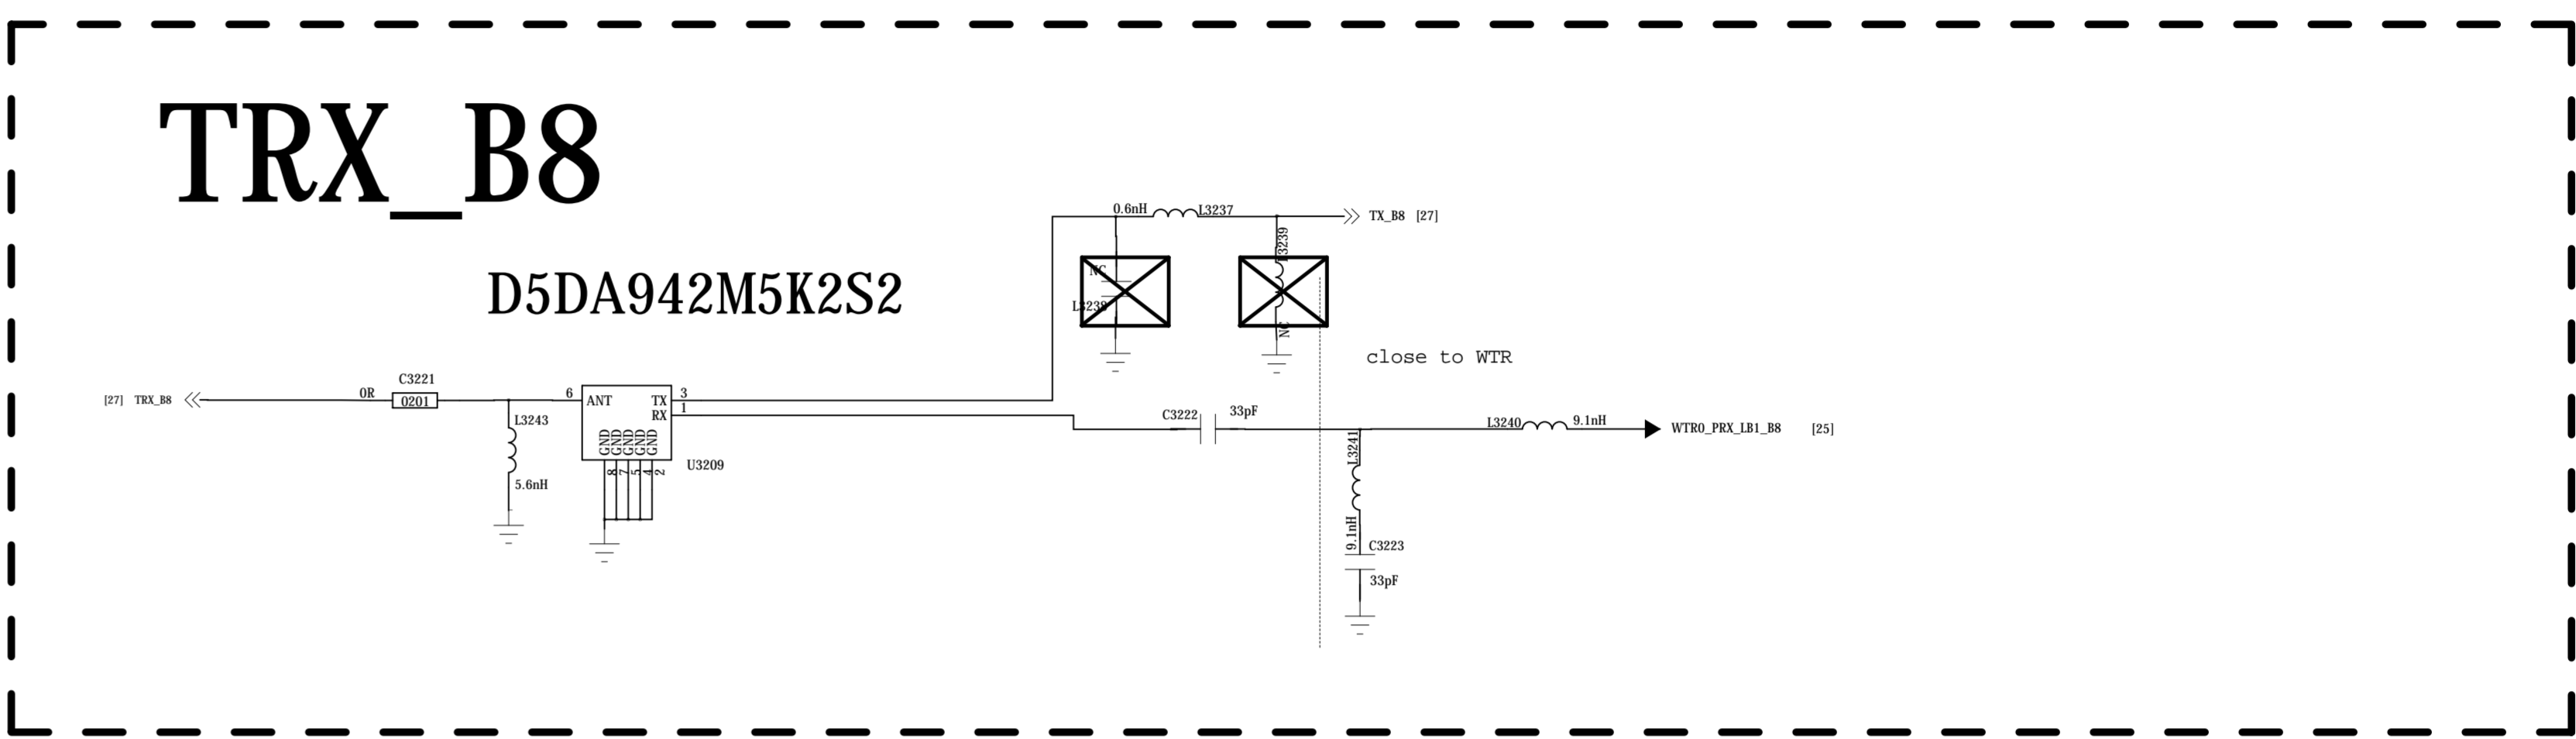 TRX_B8
D5DA942M5K2S2
0.6nH L3237
TX_B8 [27]
NC
L3238
L3239
NC
close to WTR
[27] TRX_B8
0R
C3221
0201
L3243
5.6nH
6 ANT TX 3
RX 1
GND GND GND GND GND
8 7 5 4 2
U3209
C3222 33pF
L3240 9.1nH
WTR0_PRX_LB1_B8 [25]
L3241
9.1nH
C3223
33pF